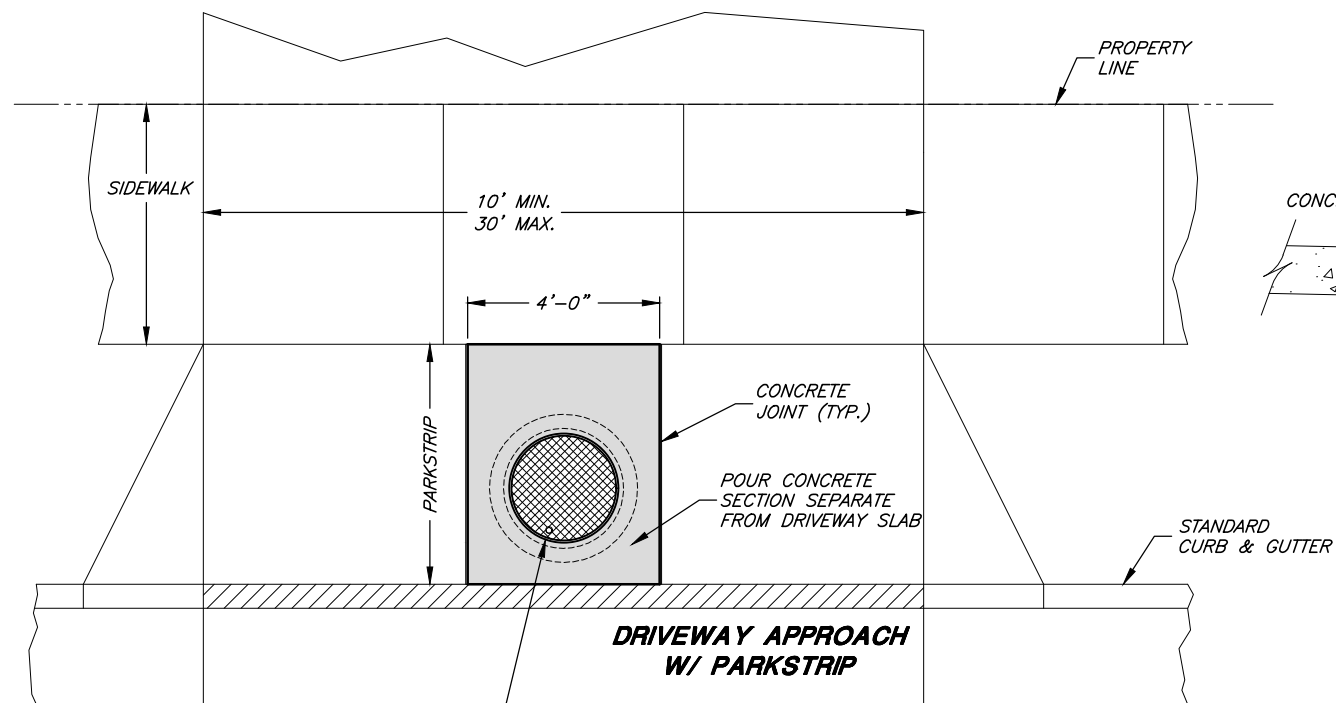 PROPERTY
LINE
SIDEWALK
10' MIN.
30' MAX.
4'-0"
PARKSTRIP
CONCRETE
JOINT (TYP.)
POUR CONCRETE
SECTION SEPARATE
FROM DRIVEWAY SLAB
STANDARD
CURB & GUTTER
DRIVEWAY APPROACH
W/ PARKSTRIP